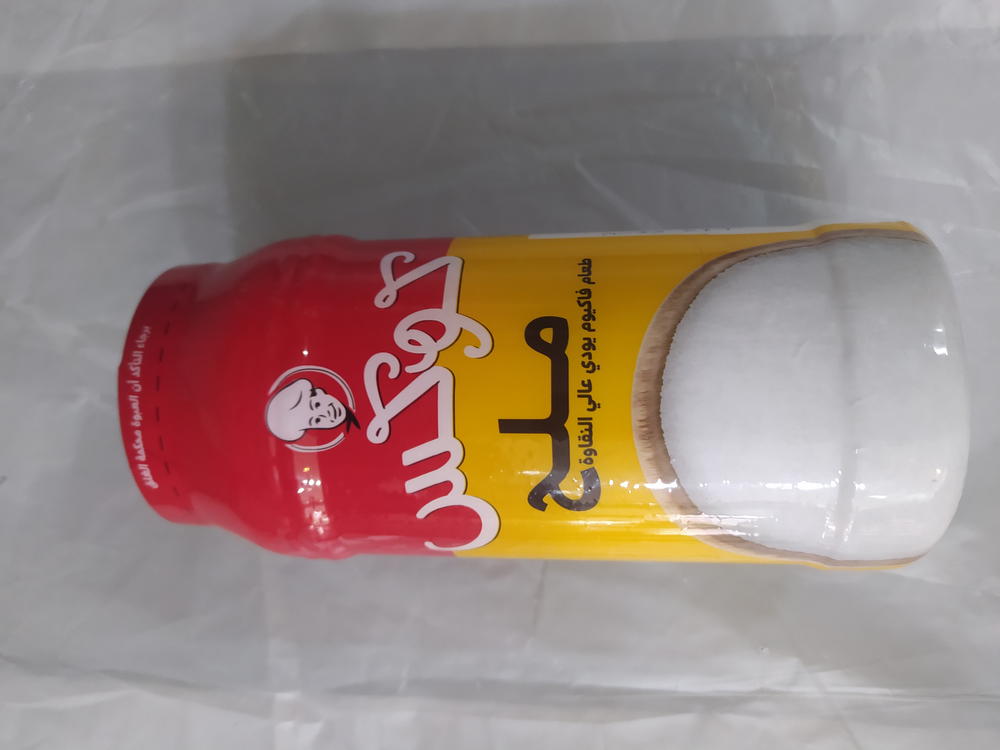 برجاء التأكد أن العبوة محكمة الغلق
كوكس
ملح
طعام فاكيوم يودي عالي النقاوة